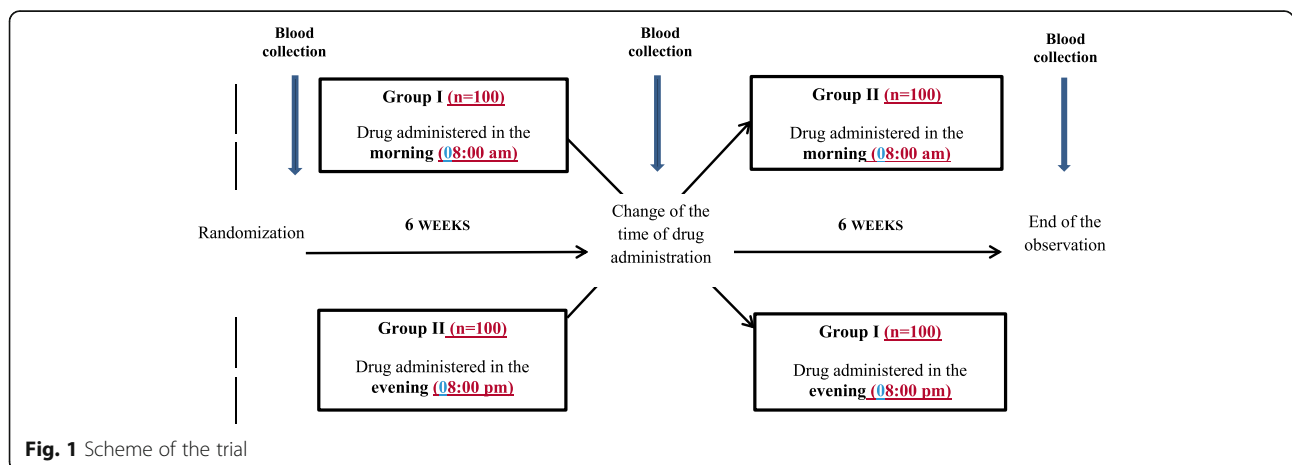 Blood
collection
Blood
collection
Blood
collection
Group I (n=100)
Drug administered in the
morning (08:00 am)
Group II (n=100)
Drug administered in the
morning (08:00 am)
Randomization
6 WEEKS
Change of the
time of drug
administration
6 WEEKS
End of the
observation
Group II (n=100)
Drug administered in the
evening (08:00 pm)
Group I (n=100)
Drug administered in the
evening (08:00 pm)
Fig. 1 Scheme of the trial